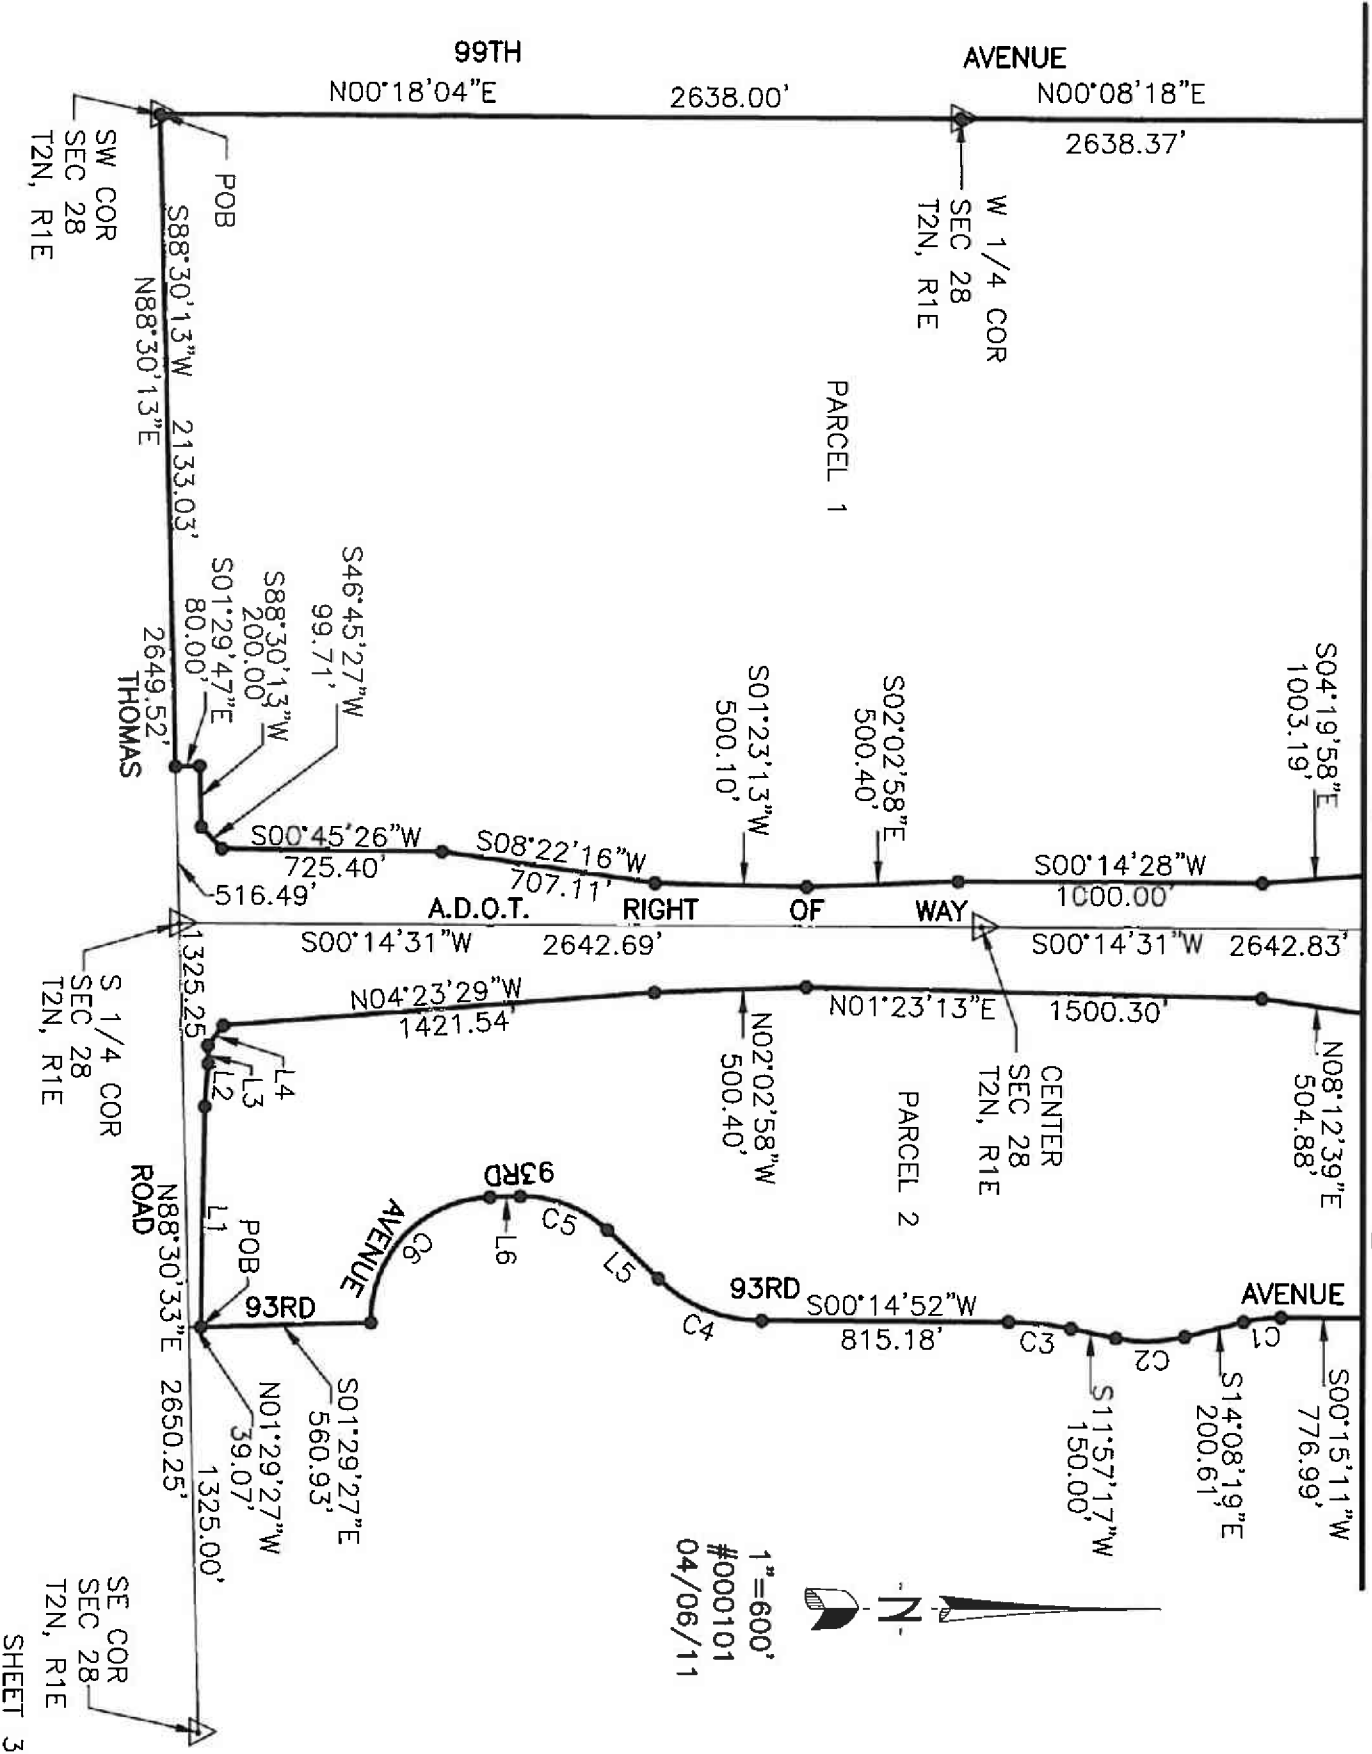 99TH
AVENUE
N00°18'04"E
2638.00'
N00°08'18"E
2638.37'
W 1/4 COR
SEC 28
T2N, R1E
POB
SW COR
SEC 28
T2N, R1E
PARCEL 1
S88°30'13"W 2133.03'
N88°30'13"E
2649.52'
THOMAS
S46°45'27"W
99.71'
S88°30'13"W
200.00'
S01°29'47"E
80.00'
S00°45'26"W
725.40'
S08°22'16"W
707.11'
S01°23'13"W
500.10'
S02°02'58"E
500.40'
S00°14'28"W
1000.00'
S04°19'58"E
1003.19'
516.49'
A.D.O.T. RIGHT OF WAY
S00°14'31"W 2642.69'
S00°14'31"W 2642.83'
1325.25'
S 1/4 COR
SEC 28
T2N, R1E
N04°23'29"W
1421.54'
N02°02'58"W
500.40'
N01°23'13"E
1500.30'
N08°12'39"E
504.88'
CENTER
SEC 28
T2N, R1E
PARCEL 2
L4
L3
L2
L1
POB
ROAD
N88°30'33"E 2650.25'
93RD
AVENUE
C6
93RD
L6
C5
L5
C4
93RD
AVENUE
S00°14'52"W
815.18'
C3
C2
C1
S00°15'11"W
776.99'
S14°08'19"E
200.61'
S11°57'17"W
150.00'
S01°29'27"E
560.93'
N01°29'27"W
39.07'
1325.00'
N
1"=600'
#000101
04/06/11
SE COR
SEC 28
T2N, R1E
SHEET 3